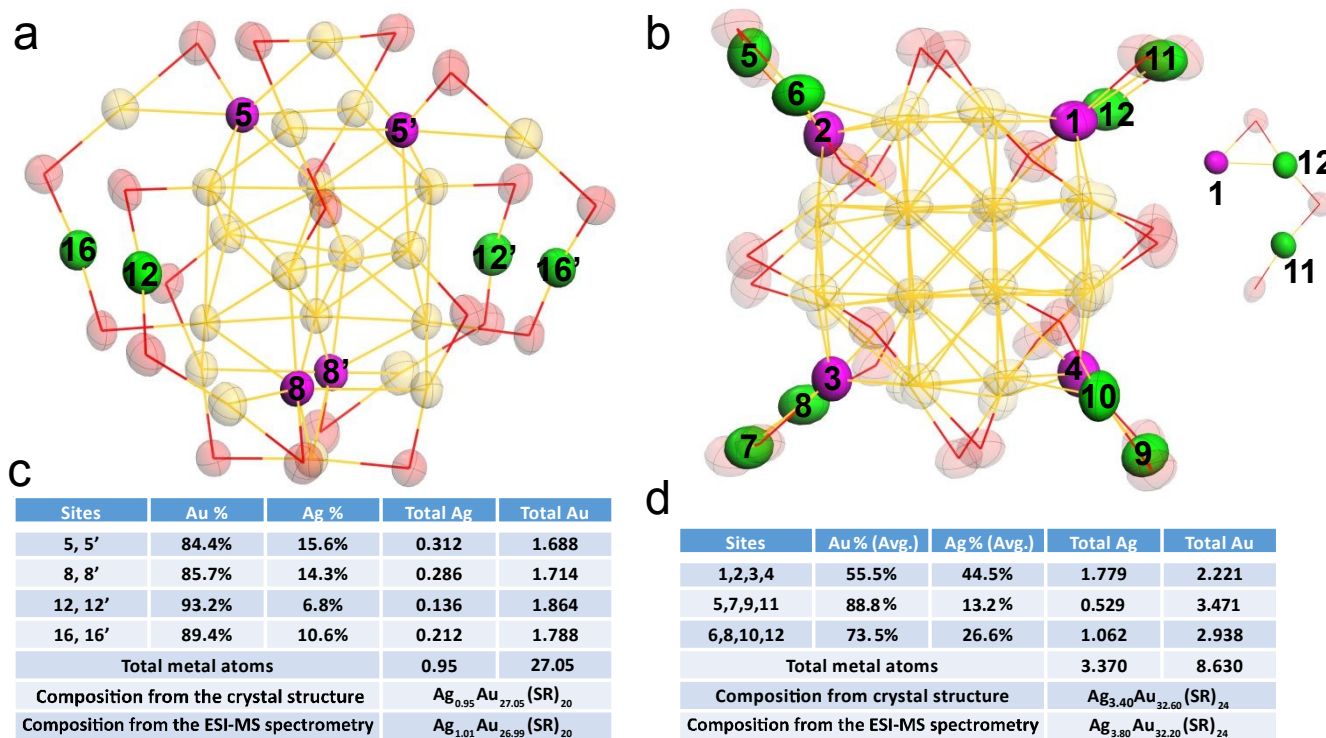 a
5
5'
16
12
12'
16'
8
8'
b
5
6
2
11
1
12
3
8
7
4
10
9
1
12
11
c
Sites Au % Ag % Total Ag Total Au
5, 5’ 84.4% 15.6% 0.312 1.688
8, 8’ 85.7% 14.3% 0.286 1.714
12, 12’ 93.2% 6.8% 0.136 1.864
16, 16’ 89.4% 10.6% 0.212 1.788
Total metal atoms 0.95 27.05
Composition from the crystal structure Ag0.95Au27.05(SR)20
Composition from the ESI-MS spectrometry Ag1.01Au26.99(SR)20
d
Sites Au % (Avg.) Ag % (Avg.) Total Ag Total Au
1,2,3,4 55.5% 44.5% 1.779 2.221
5,7,9,11 88.8% 13.2% 0.529 3.471
6,8,10,12 73.5% 26.6% 1.062 2.938
Total metal atoms 3.370 8.630
Composition from crystal structure Ag3.40Au32.60(SR)24
Composition from the ESI-MS spectrometry Ag3.80Au32.20(SR)24